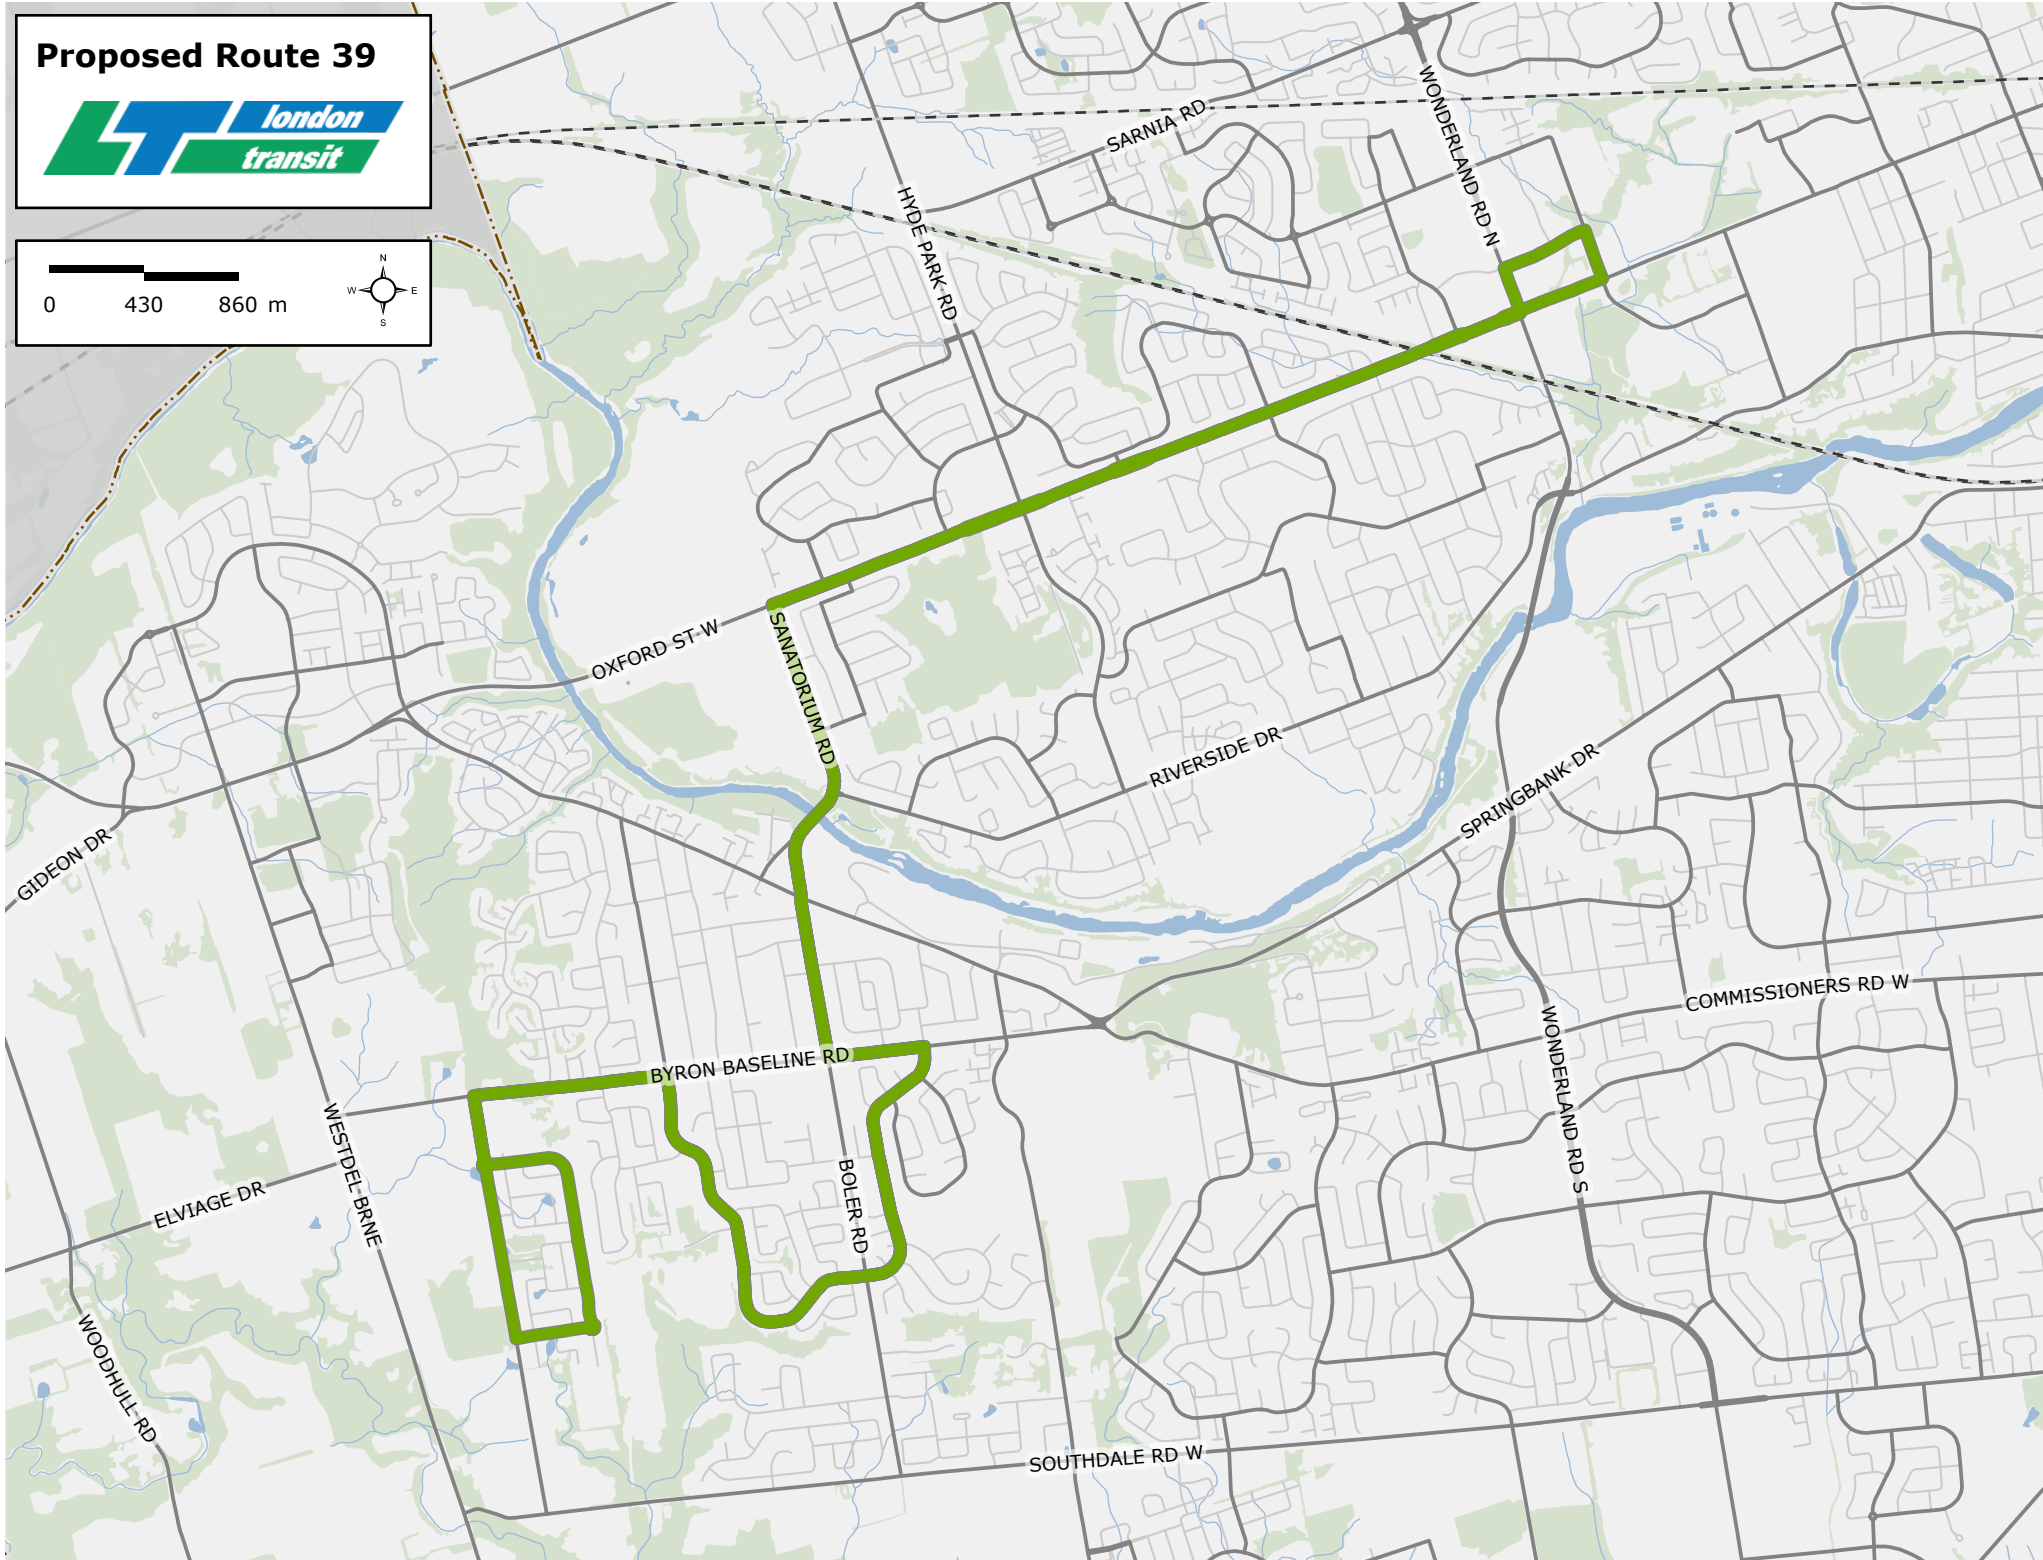 Proposed Route 39
london
transit
0 430 860 m
N
W E
S
SARNIA RD
WONDERLAND RD N
HYDE PARK RD
OXFORD ST W
SANATORIUM RD
RIVERSIDE DR
SPRINGBANK DR
GIDEON DR
COMMISSIONERS RD W
WONDERLAND RD S
BYRON BASELINE RD
WESTDEL BRNE
BOLER RD
ELVIAGE DR
WOODHULL RD
SOUTHDALE RD W